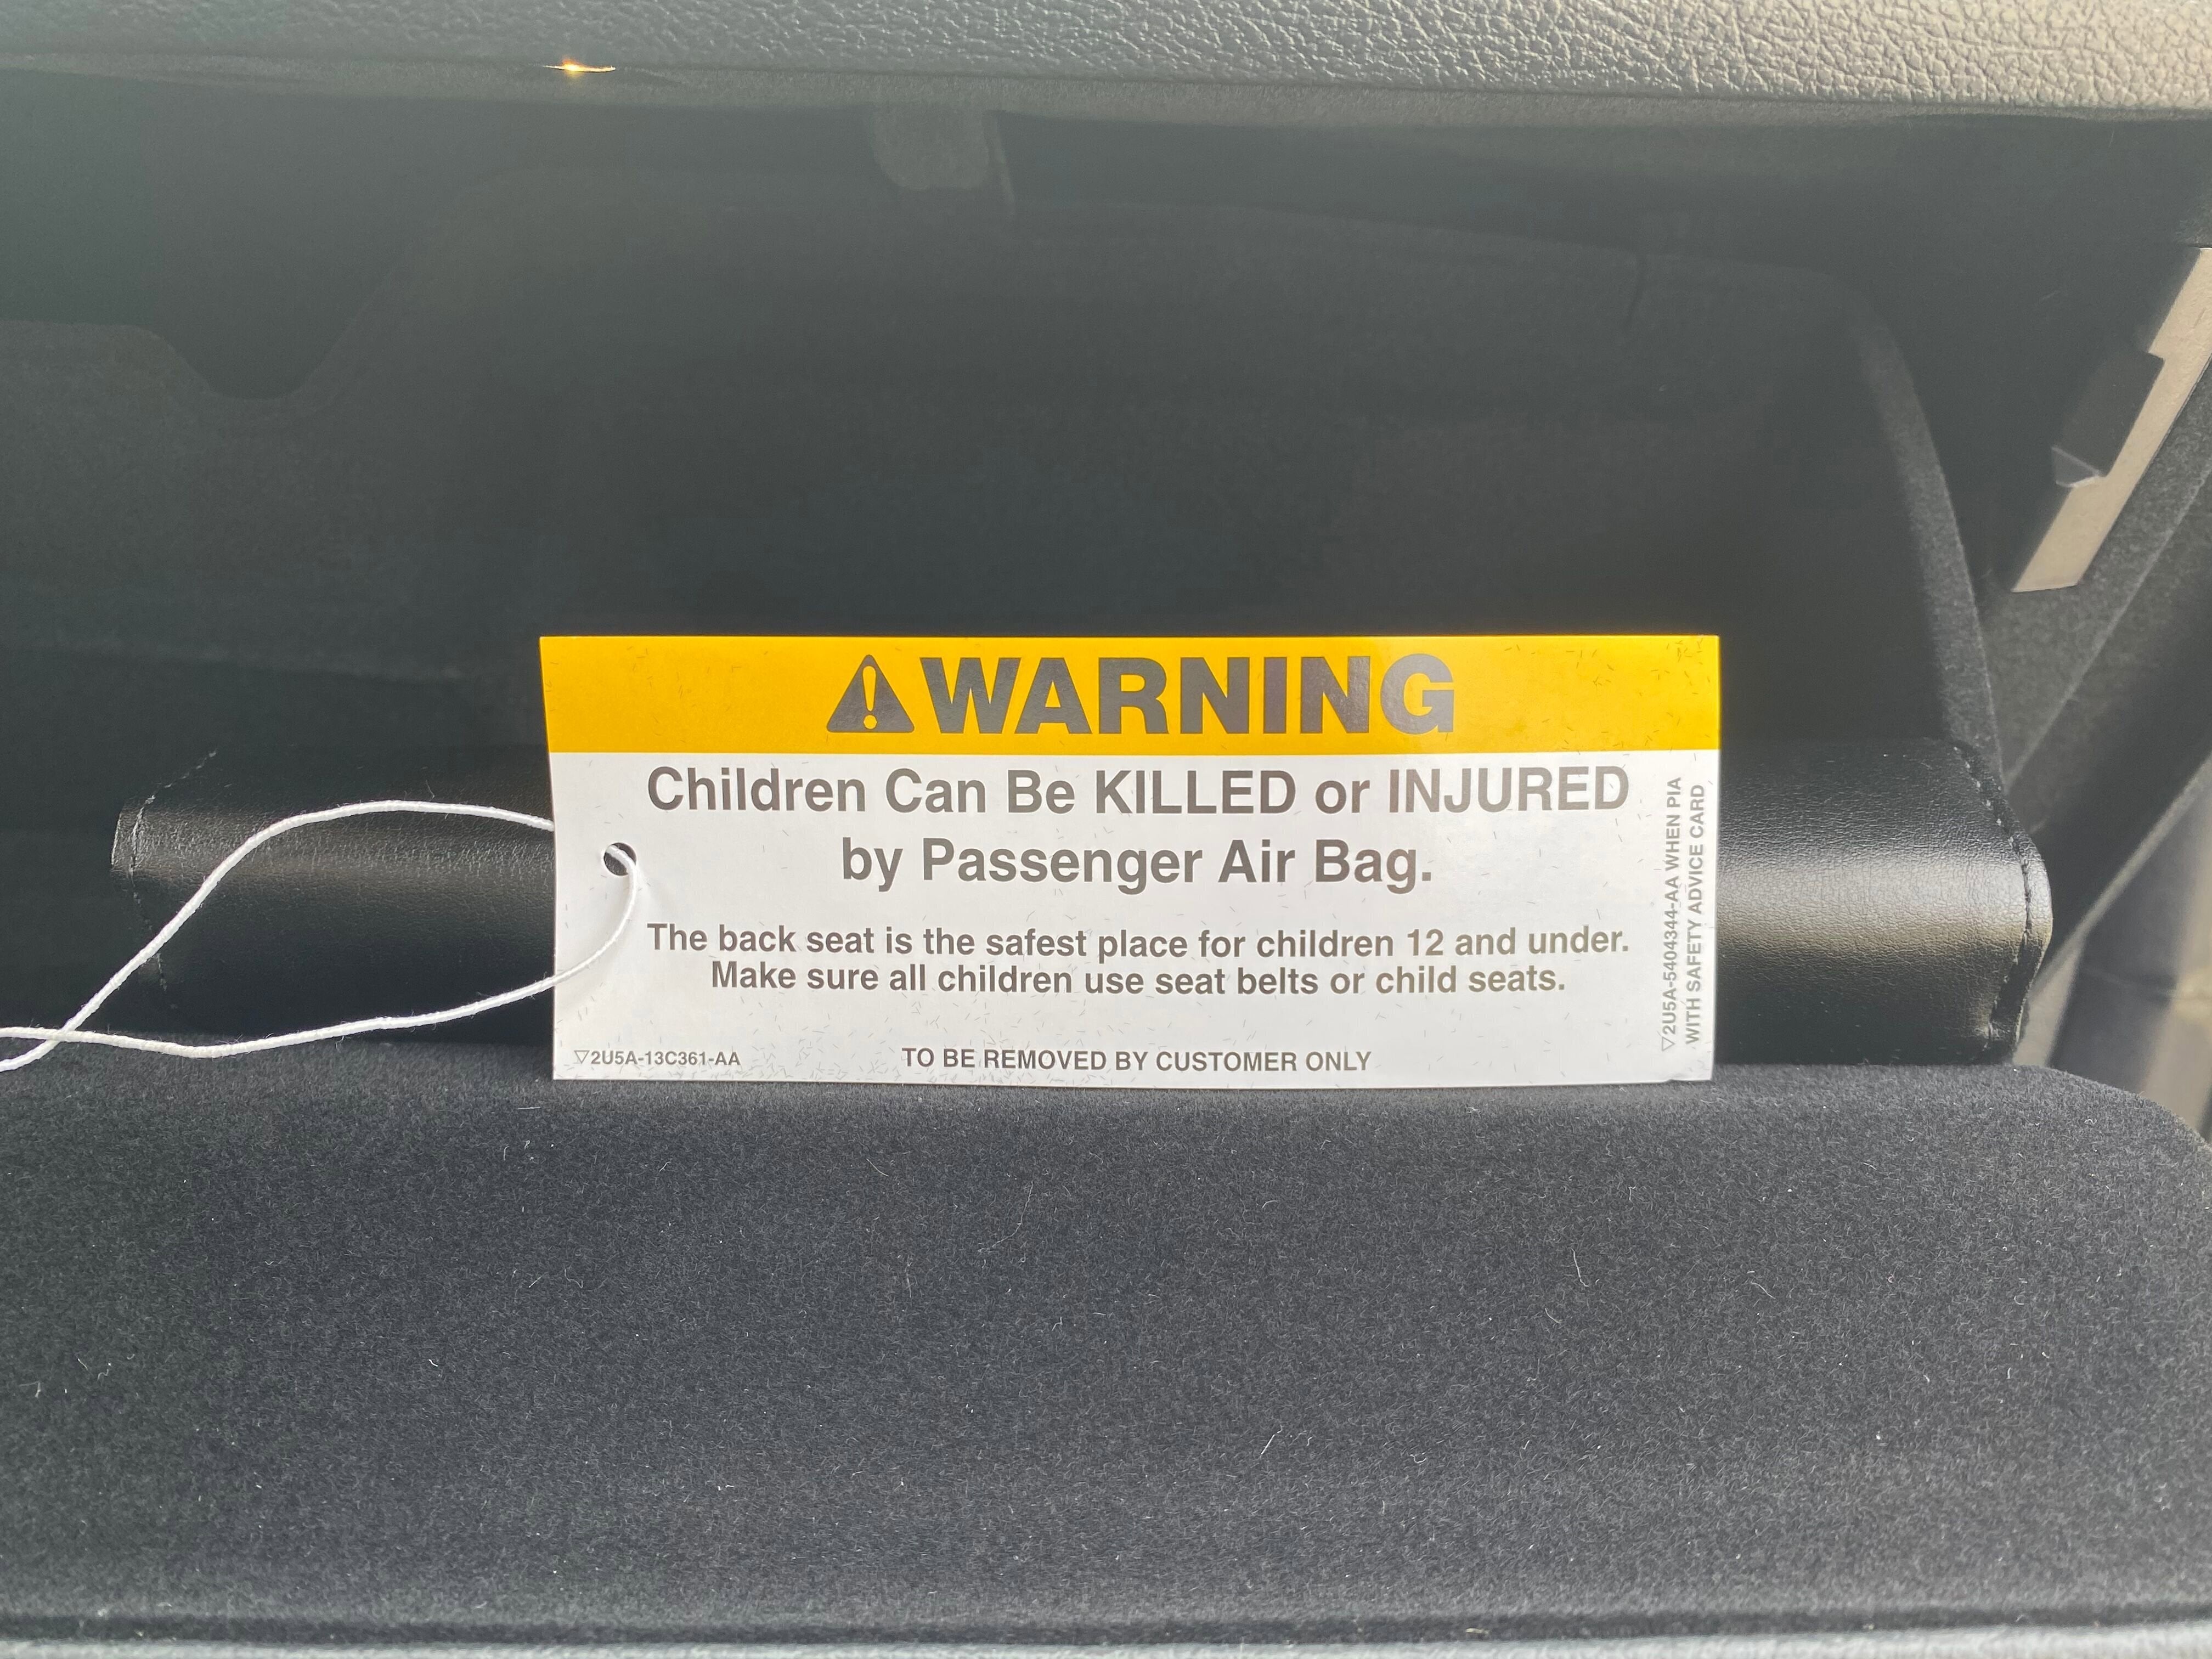 WARNING
Children Can Be KILLED or INJURED
by Passenger Air Bag.
The back seat is the safest place for children 12 and under.
Make sure all children use seat belts or child seats.
▽2U5A-13C361-AA
TO BE REMOVED BY CUSTOMER ONLY
▽2U5A-5404344-AA WHEN PIA
WITH SAFETY ADVICE CARD